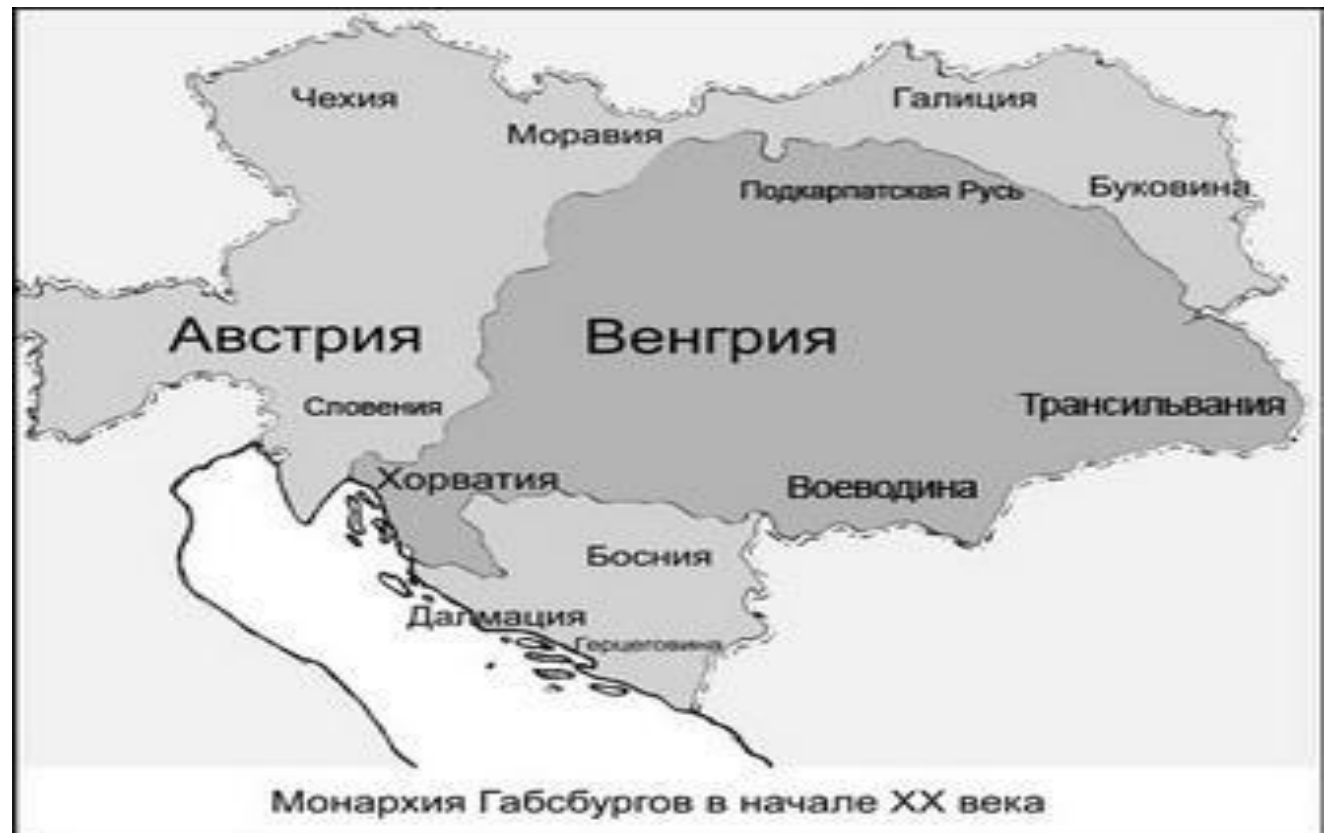 Чехия
Галиция
Моравия
Подкарпатская Русь
Буковина
Австрия
Венгрия
Словения
Трансильвания
Хорватия
Воеводина
Босния
Далмация
Герцеговина
Монархия Габсбургов в начале XX века